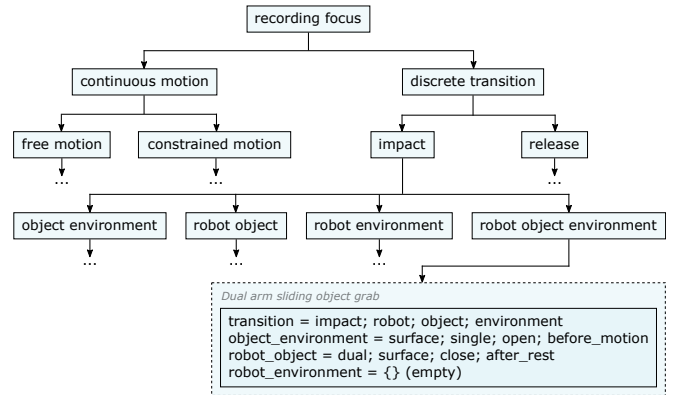 recording focus
continuous motion
discrete transition
free motion
constrained motion
impact
release
...
...
...
object environment
robot object
robot environment
robot object environment
...
...
...
Dual arm sliding object grab
transition = impact; robot; object; environment
object_environment = surface; single; open; before_motion
robot_object = dual; surface; close; after_rest
robot_environment = {} (empty)